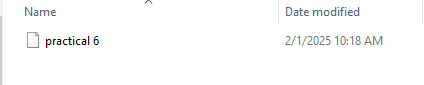 Name Date modified
practical 6 2/1/2025 10:18 AM